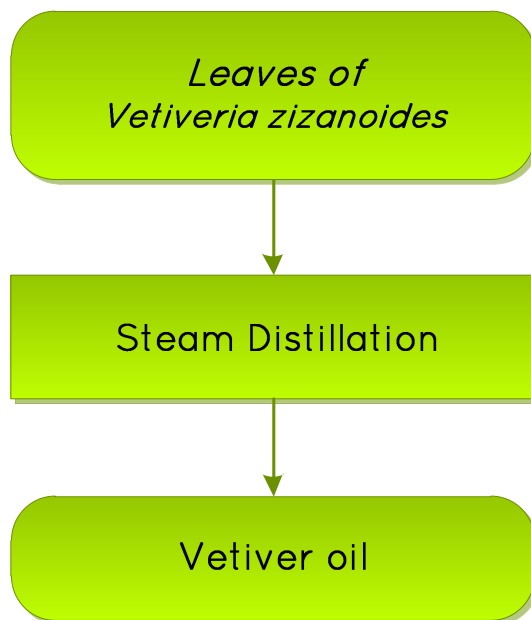 Leaves of
Vetiveria zizanoides
Steam Distillation
Vetiver oil